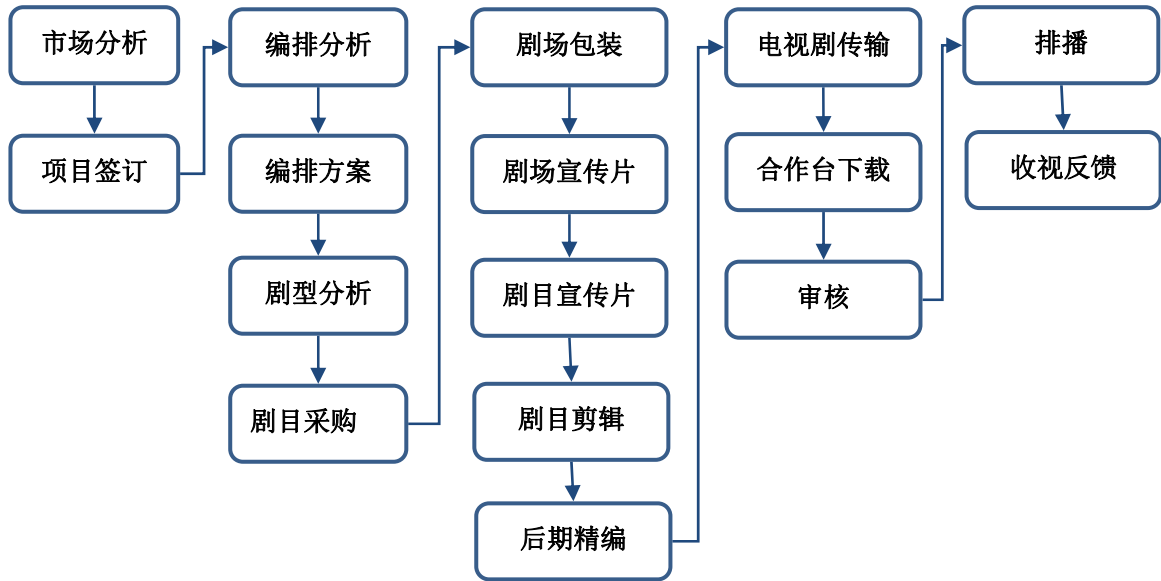 市场分析
项目签订
编排分析
编排方案
剧型分析
剧目采购
剧场包装
剧场宣传片
剧目宣传片
剧目剪辑
后期精编
电视剧传输
合作台下载
审核
排播
收视反馈